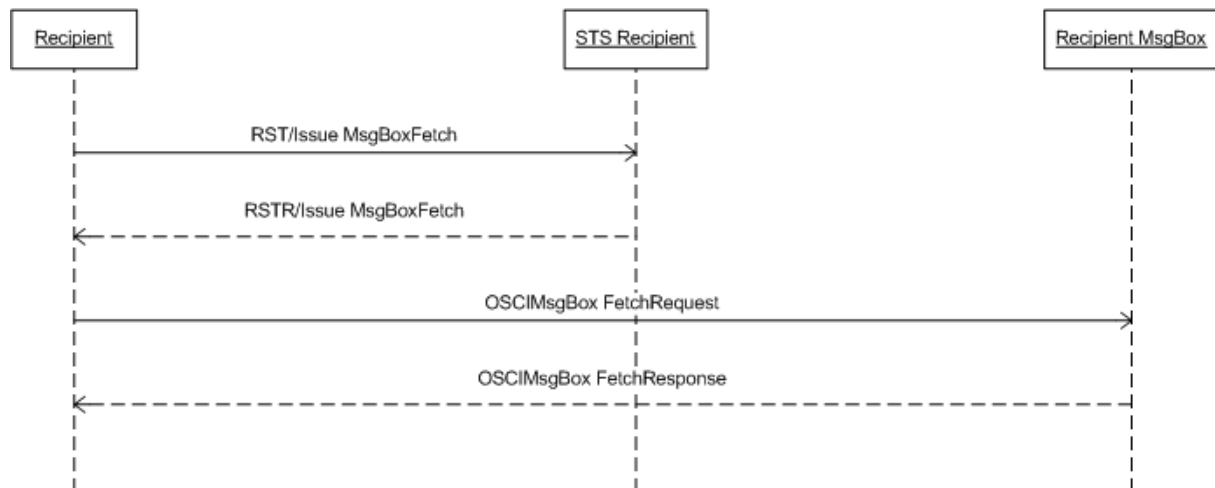 Recipient
STS Recipient
Recipient MsgBox
RST/Issue MsgBoxFetch
RSTR/Issue MsgBoxFetch
OSCIMsgBox FetchRequest
OSCIMsgBox FetchResponse